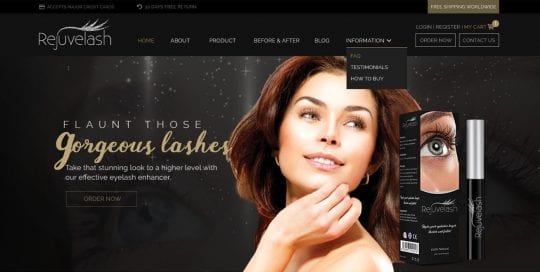 ACCEPTS MAJOR CREDIT CARDS
30 DAYS FREE RETURN
FREE SHIPPING WORLDWIDE
Rejuvelash
HOME
ABOUT
PRODUCT
BEFORE & AFTER
BLOG
INFORMATION
LOGIN | REGISTER | MY CART
1
ORDER NOW
CONTACT US
FAQ
TESTIMONIALS
HOW TO BUY
FLAUNT THOSE
Gorgeous lashes
Take that stunning look to a higher level with
our effective eyelash enhancer.
ORDER NOW
Rejuvelash
Rejuvelash